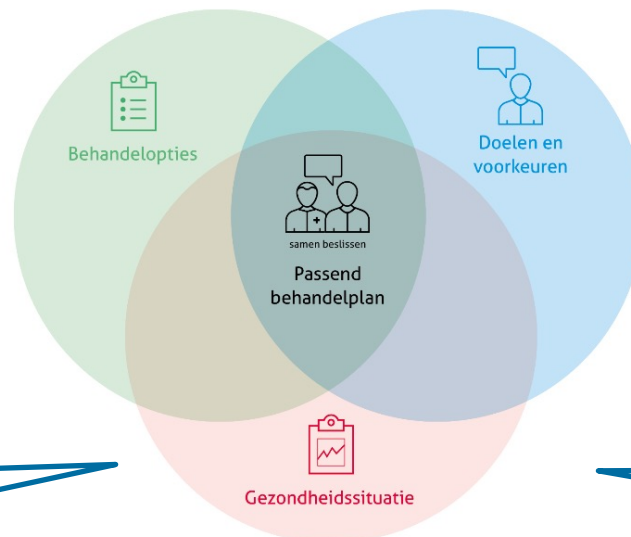 Behandelopties
Doelen en
voorkeuren
samen beslissen
Passend
behandelplan
Gezondheidssituatie